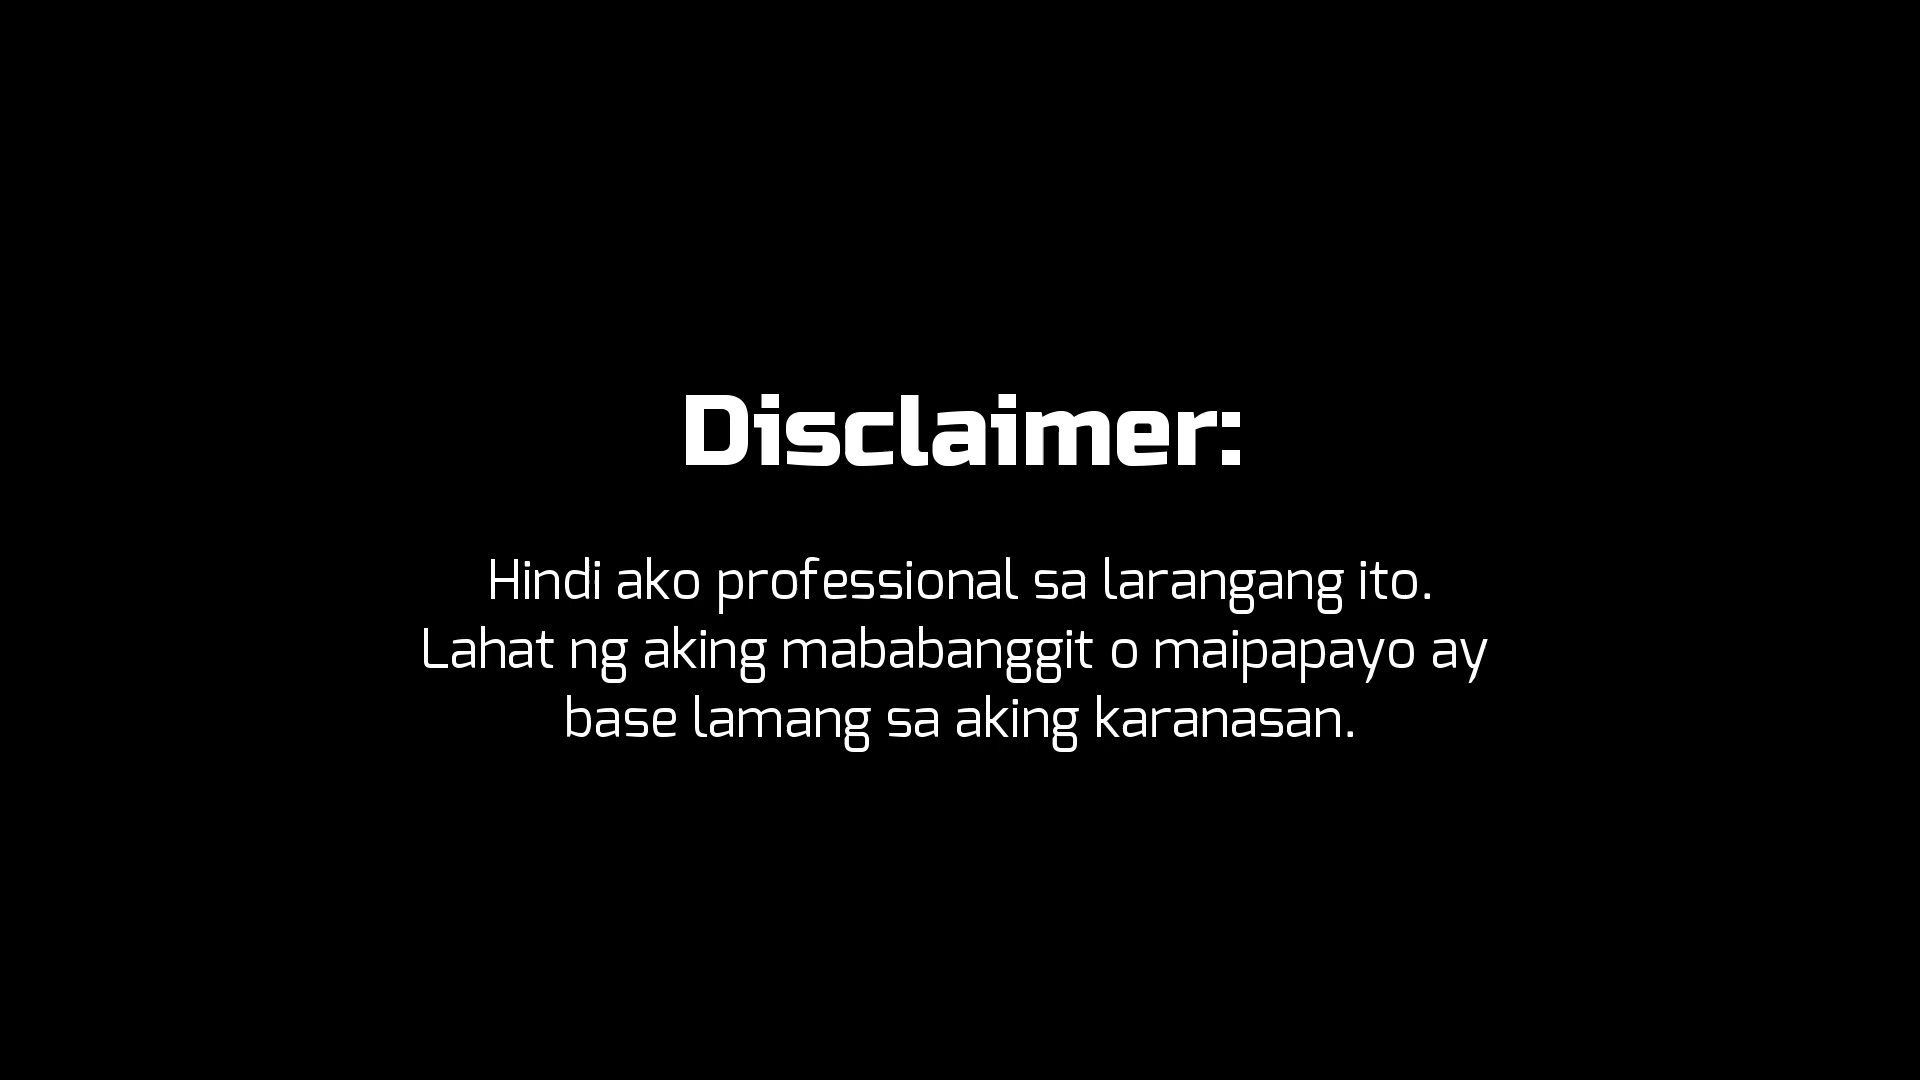 Disclaimer:
Hindi ako professional sa larangang ito.
Lahat ng aking mababanggit o maipapayo ay
base lamang sa aking karanasan.